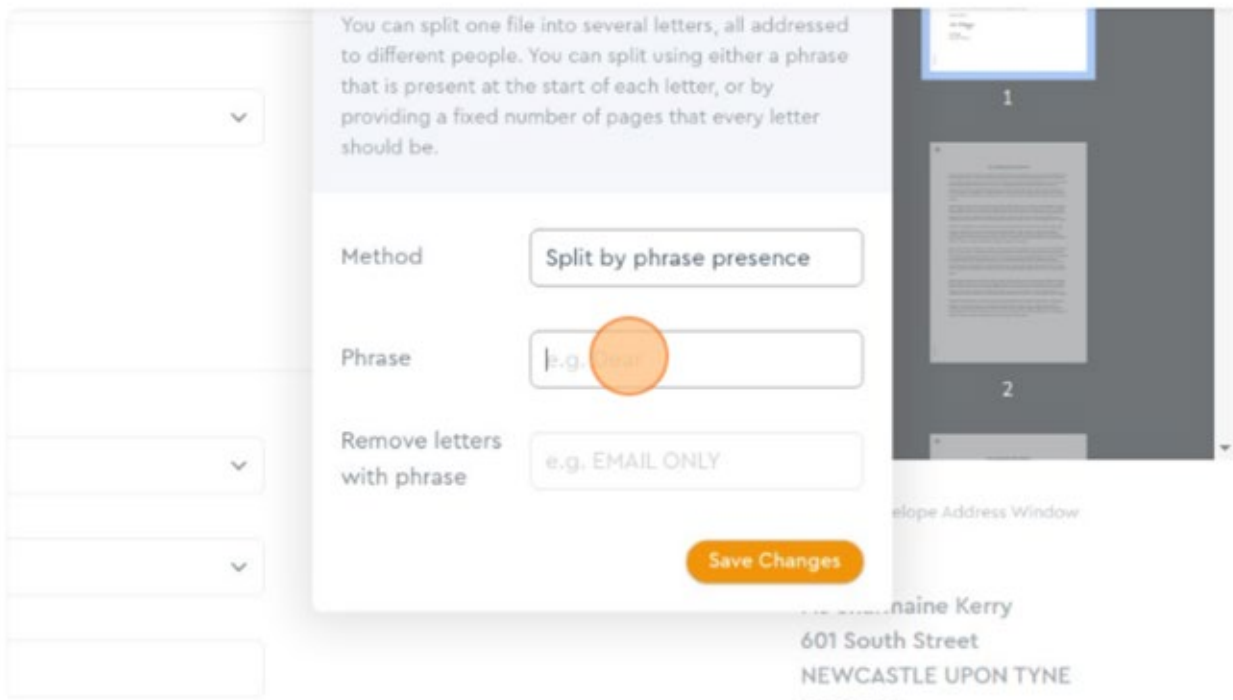 You can split one file into several letters, all addressed
to different people. You can split using either a phrase
that is present at the start of each letter, or by
providing a fixed number of pages that every letter
should be.
1
Method
Split by phrase presence
Phrase
e.g. Dear
2
Remove letters
with phrase
e.g. EMAIL ONLY
Address Window
Save Changes
Kerry
601 South Street
NEWCASTLE UPON TYNE